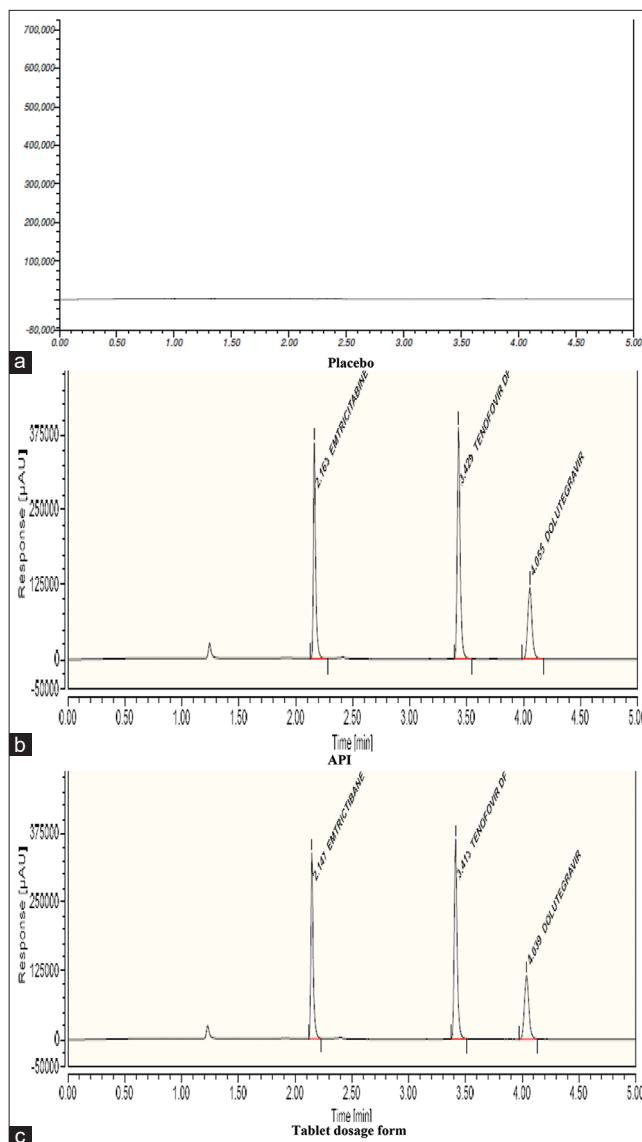 700,000
600,000
500,000
400,000
300,000
200,000
100,000
-80,000
0.00 0.50 1.00 1.50 2.00 2.50 3.00 3.50 4.00 4.50 5.00
a
Placebo
Response [µAU]
375000
250000
125000
0
-50000
2.163 EMTRICITABINE
3.429 TENOFOVIR DF
4.055 DOLUTEGRAVIR
0.00 0.50 1.00 1.50 2.00 2.50 3.00 3.50 4.00 4.50 5.00
Time [min]
b
API
Response [µAU]
375000
250000
125000
0
-50000
2.147 EMTRICTIBANE
3.413 TENOFOVIR DF
4.039 DOLUTEGRAVIR
0.00 0.50 1.00 1.50 2.00 2.50 3.00 3.50 4.00 4.50 5.00
Time [min]
c
Tablet dosage form